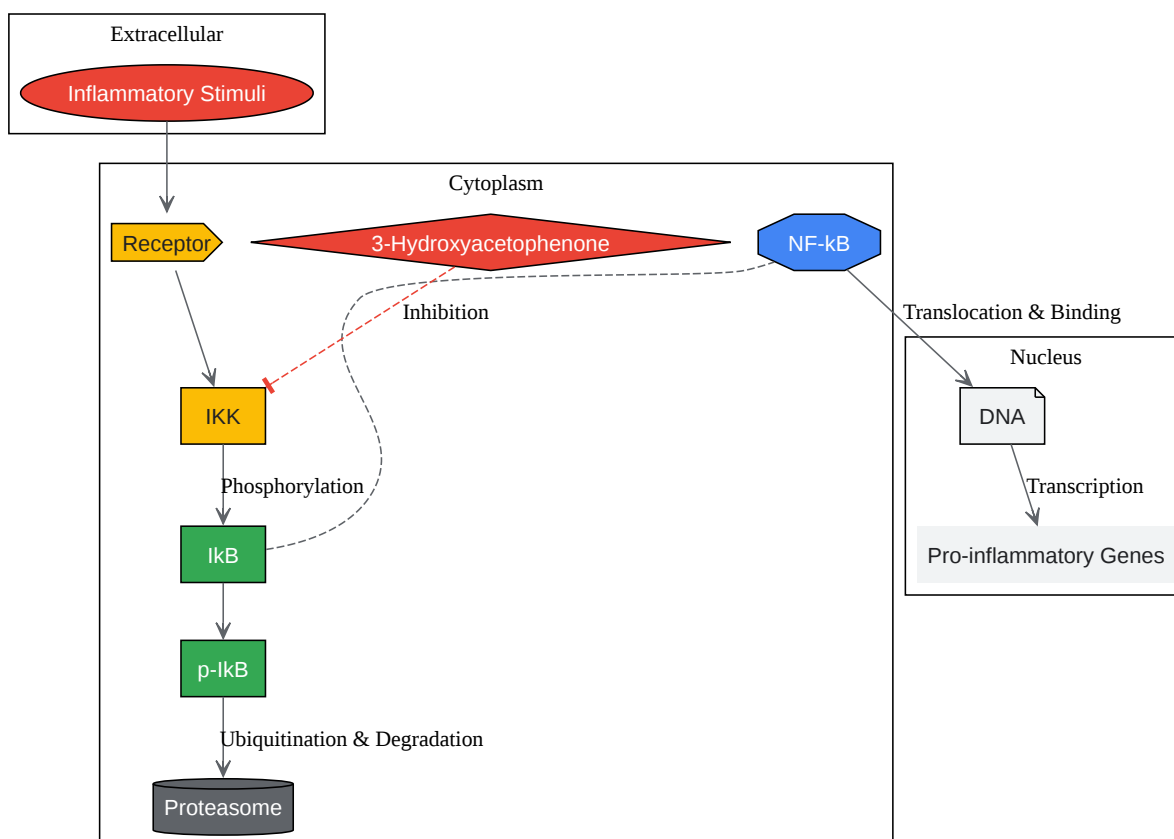 Extracellular
Inflammatory Stimuli
Cytoplasm
Receptor
3-Hydroxyacetophenone
NF-kB
Inhibition
Translocation & Binding
Nucleus
IKK
DNA
Phosphorylation
Transcription
IkB
Pro-inflammatory Genes
p-IkB
Ubiquitination & Degradation
Proteasome